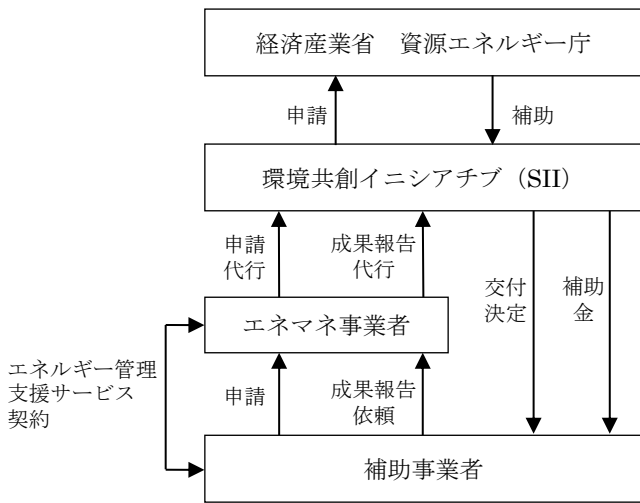 経済産業省　資源エネルギー庁
申請
補助
環境共創イニシアチブ（SII）
申請
代行
成果報告
代行
交付
決定
補助
金
エネマネ事業者
エネルギー管理
支援サービス
契約
申請
成果報告
依頼
補助事業者